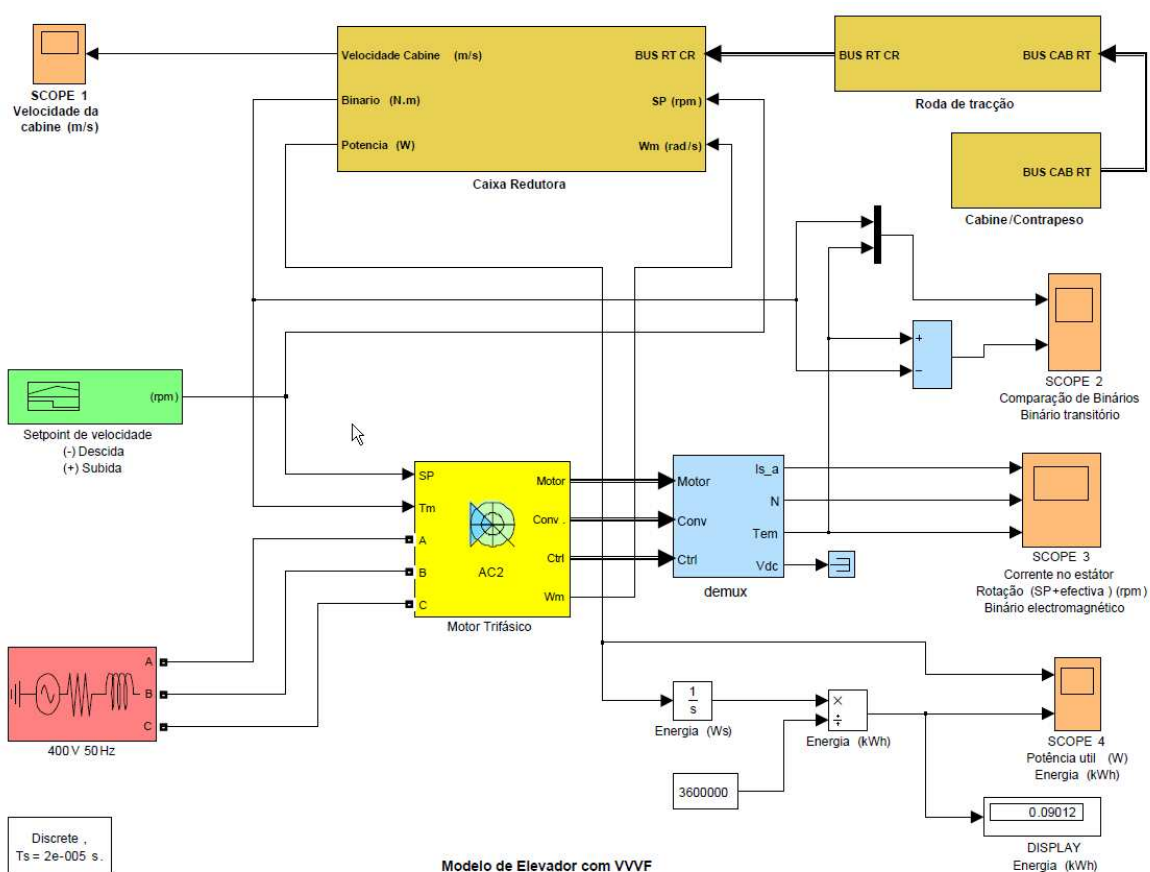 SCOPE 1
Velocidade da
cabine (m/s)
Velocidade Cabine (m/s)
Binario (N.m)
Potencia (W)
BUS RT CR
SP (rpm)
Wm (rad/s)
Caixa Redutora
BUS RT CR
BUS CAB RT
Roda de tracção
BUS CAB RT
Cabine/Contrapeso
+
−
SCOPE 2
Comparação de Binários
Binário transitório
(rpm)
Setpoint de velocidade
(-) Descida
(+) Subida
SP
Tm
A
B
C
AC2
Motor
Conv .
Ctrl
Wm
Motor Trifásico
Motor
Conv
Ctrl
Is_a
N
Tem
Vdc
demux
SCOPE 3
Corrente no estátor
Rotação (SP+efectiva ) (rpm)
Binário electromagnético
A
B
C
400 V 50 Hz
1
s
Energia (Ws)
×
÷
Energia (kWh)
3600000
SCOPE 4
Potência util (W)
Energia (kWh)
0.09012
DISPLAY
Energia (kWh)
Discrete ,
Ts = 2e-005 s .
Modelo de Elevador com VVVF